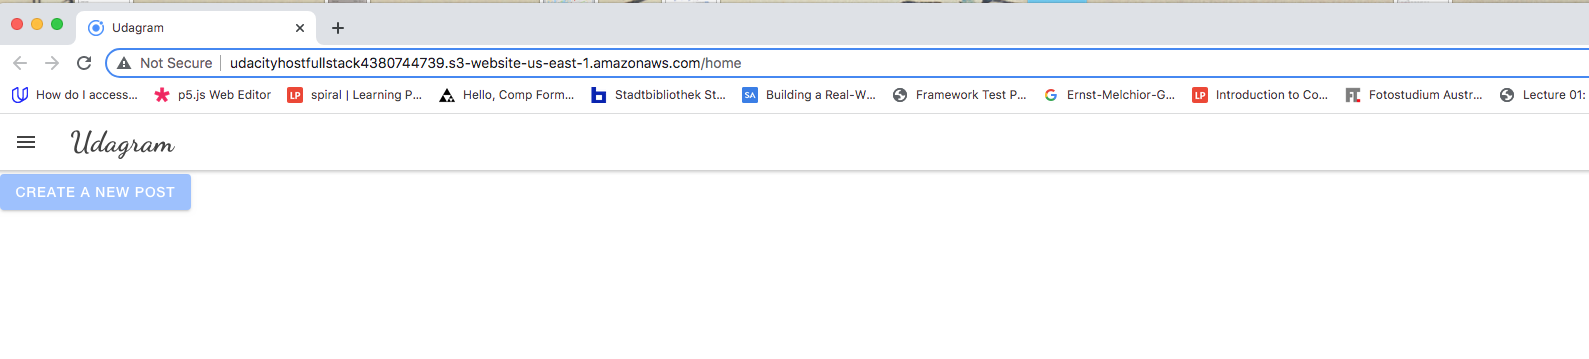 Udagram
Not Secure udacityhostfullstack4380744739.s3-website-us-east-1.amazonaws.com/home
How do I access... p5.js Web Editor LP spiral | Learning P... Hello, Comp Form... Stadtbibliothek St... SA Building a Real-W... Framework Test P... Ernst-Melchior-G... LP Introduction to Co... Fotostudium Austr... Lecture 01:
Udagram
CREATE A NEW POST